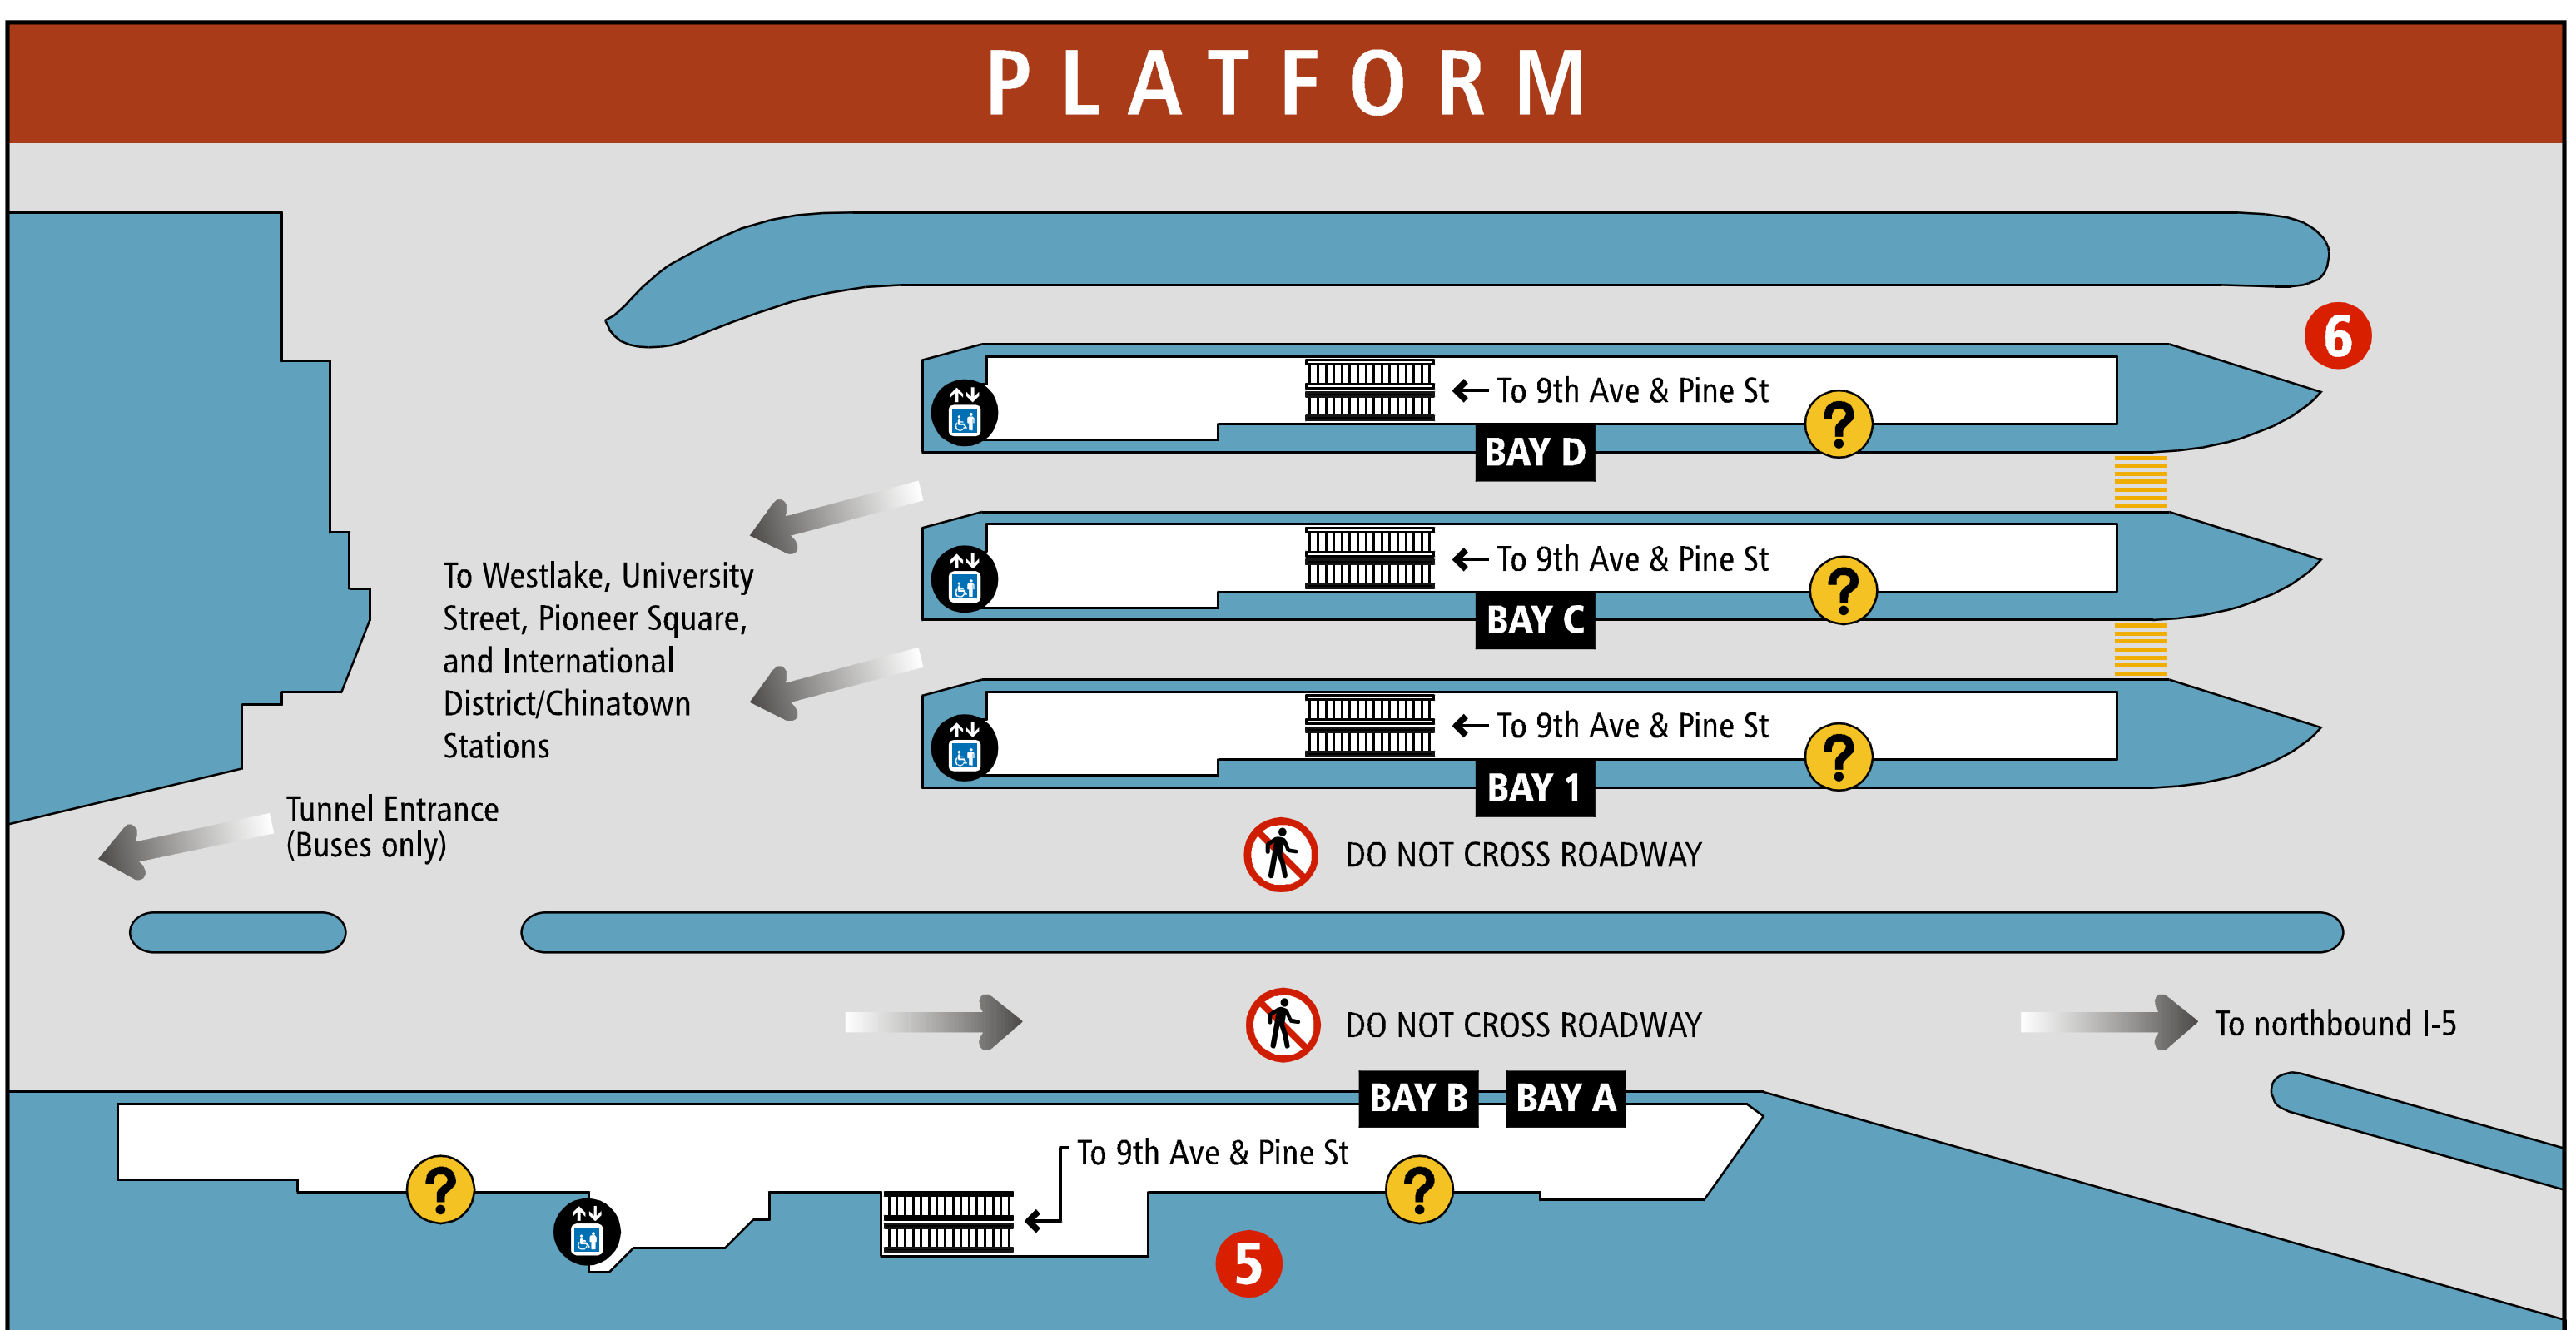 PLATFORM
6
← To 9th Ave & Pine St
?
BAY D
← To 9th Ave & Pine St
?
BAY C
To Westlake, University
Street, Pioneer Square,
and International
District/Chinatown
Stations
← To 9th Ave & Pine St
?
BAY 1
Tunnel Entrance
(Buses only)
DO NOT CROSS ROADWAY
DO NOT CROSS ROADWAY
To northbound I-5
BAY B
BAY A
To 9th Ave & Pine St
?
?
5